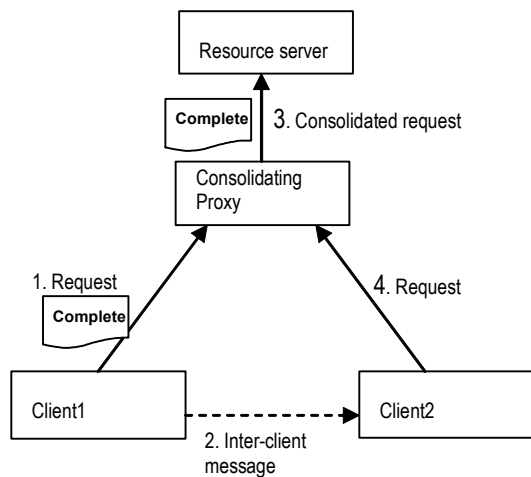 Resource server
Complete
3. Consolidated request
Consolidating
Proxy
1. Request
Complete
4. Request
Client1
Client2
2. Inter-client
message